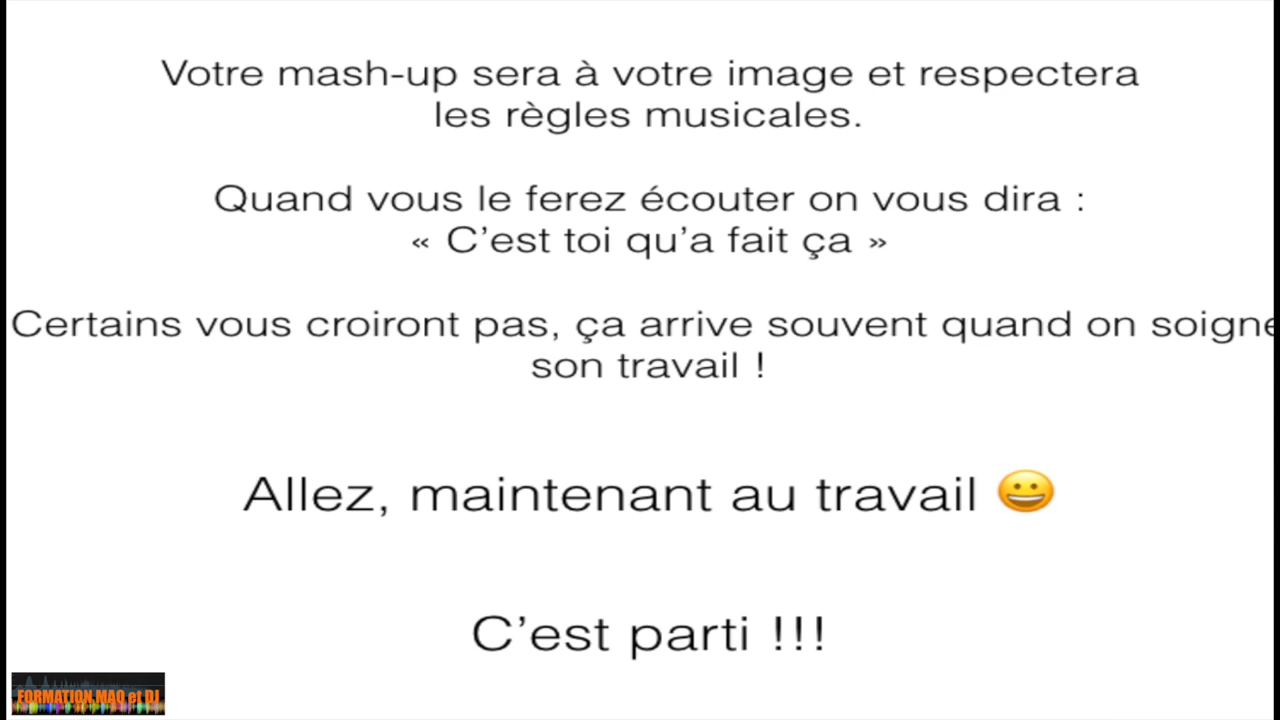 Votre mash-up sera à votre image et respectera
les règles musicales.
Quand vous le ferez écouter on vous dira :
« C’est toi qu’a fait ça »
Certains vous croiront pas, ça arrive souvent quand on soigne
son travail !
Allez, maintenant au travail 😀
C’est parti !!!
FORMATION MAO et DJ